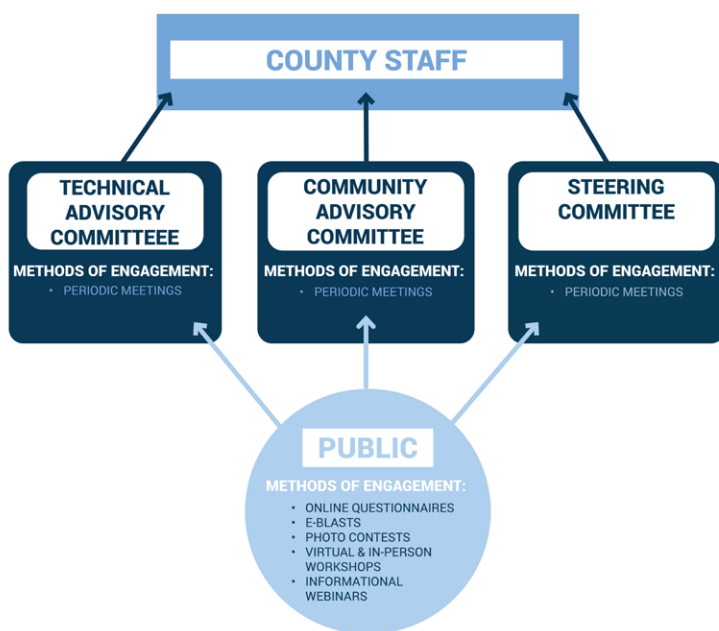 COUNTY STAFF
TECHNICAL
ADVISORY
COMMITTEEE
METHODS OF ENGAGEMENT:
• PERIODIC MEETINGS
COMMUNITY
ADVISORY
COMMITTEE
METHODS OF ENGAGEMENT:
• PERIODIC MEETINGS
STEERING
COMMITTEE
METHODS OF ENGAGEMENT:
• PERIODIC MEETINGS
PUBLIC
METHODS OF ENGAGEMENT:
• ONLINE QUESTIONNAIRES
• E-BLASTS
• PHOTO CONTESTS
• VIRTUAL & IN-PERSON
WORKSHOPS
• INFORMATIONAL
WEBINARS